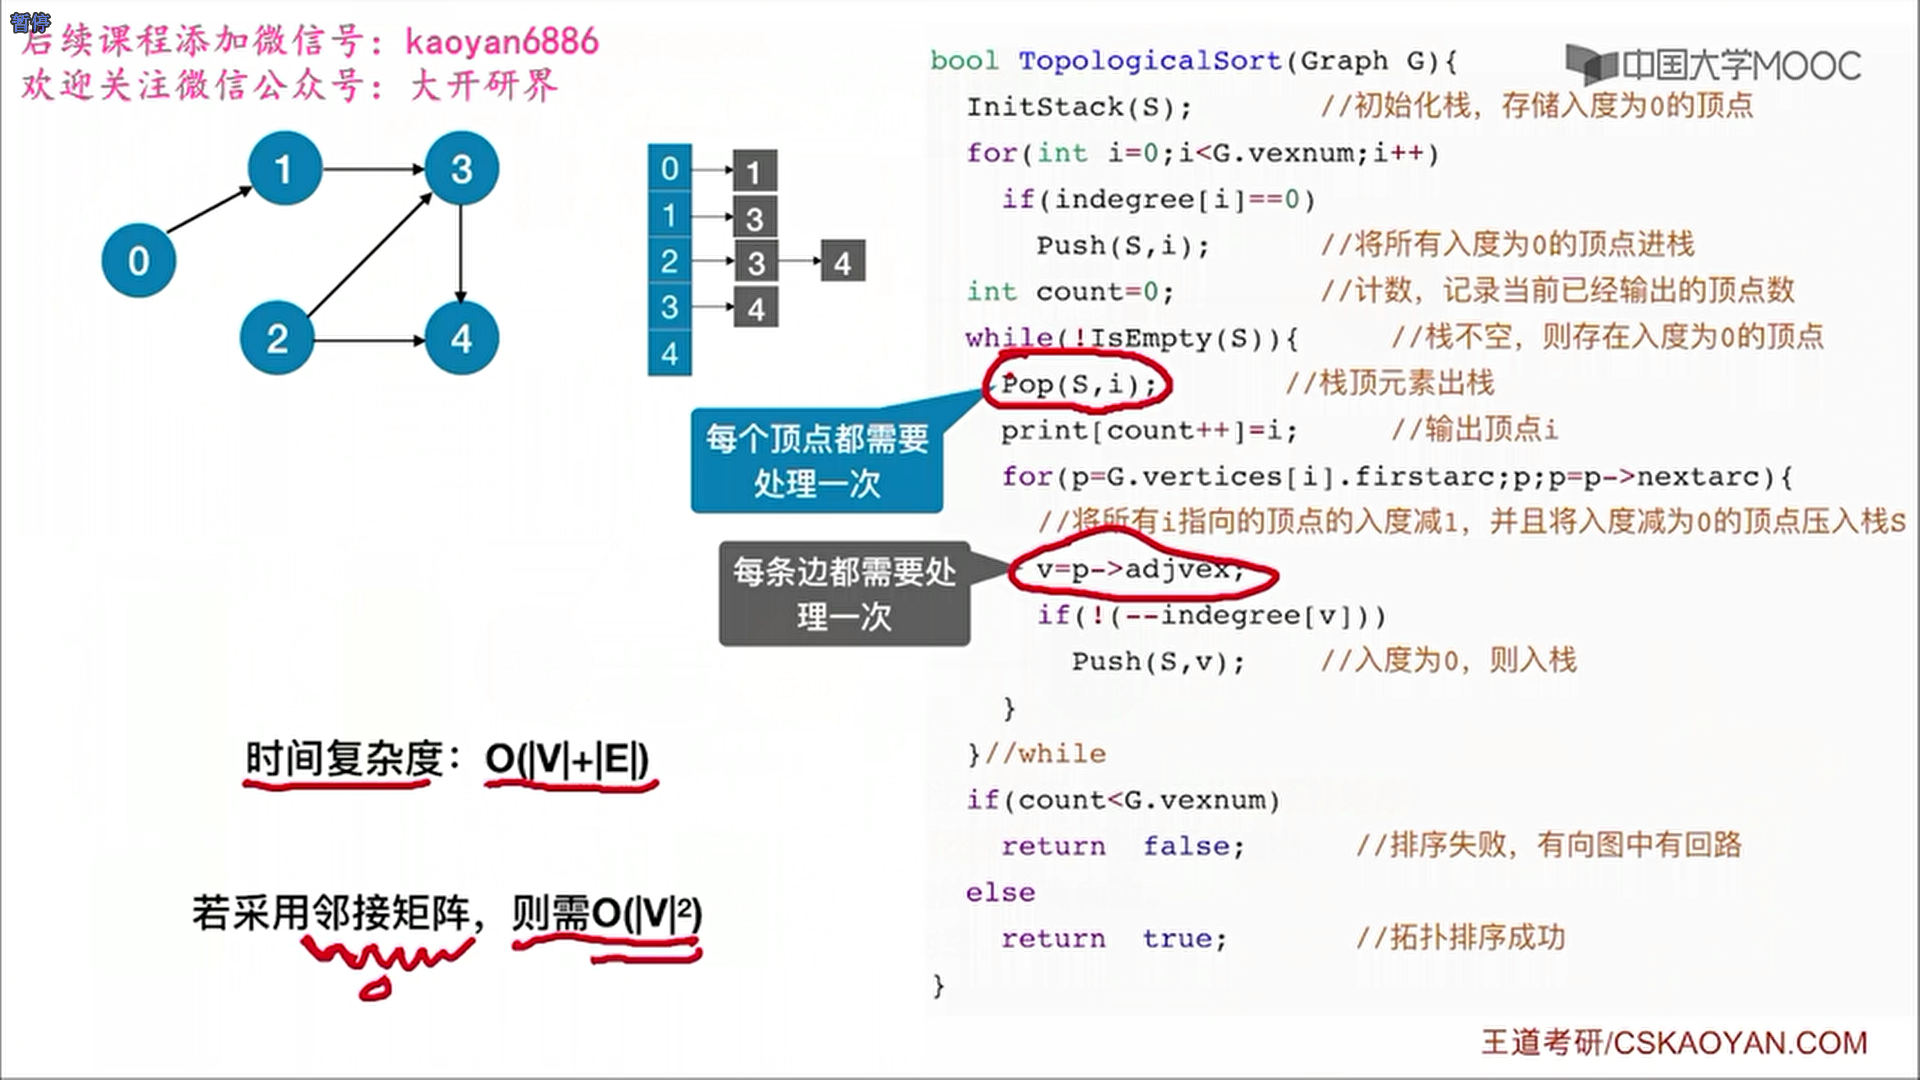 暂停
后续课程添加微信号：kaoyan6886
欢迎关注微信公众号：大开研界
中国大学MOOC
1
3
0
2
4
0 1
1 3
2 3 4
3 4
4
bool TopologicalSort(Graph G){
InitStack(S); //初始化栈，存储入度为0的顶点
for(int i=0;i<G.vexnum;i++)
if(indegree[i]==0)
Push(S,i); //将所有入度为0的顶点进栈
int count=0; //计数，记录当前已经输出的顶点数
while(!IsEmpty(S)){ //栈不空，则存在入度为0的顶点
Pop(S,i); //栈顶元素出栈
print[count++]=i; //输出顶点i
for(p=G.vertices[i].firstarc;p;p=p->nextarc){
//将所有i指向的顶点的入度减1，并且将入度减为0的顶点压入栈S
v=p->adjvex;
if(!(--indegree[v]))
Push(S,v); //入度为0，则入栈
}
}//while
if(count<G.vexnum)
return false; //排序失败，有向图中有回路
else
return true; //拓扑排序成功
}
每个顶点都需要
处理一次
每条边都需要处
理一次
时间复杂度：O(|V|+|E|)
若采用邻接矩阵，则需O(|V|²)
王道考研/CSKAOYAN.COM